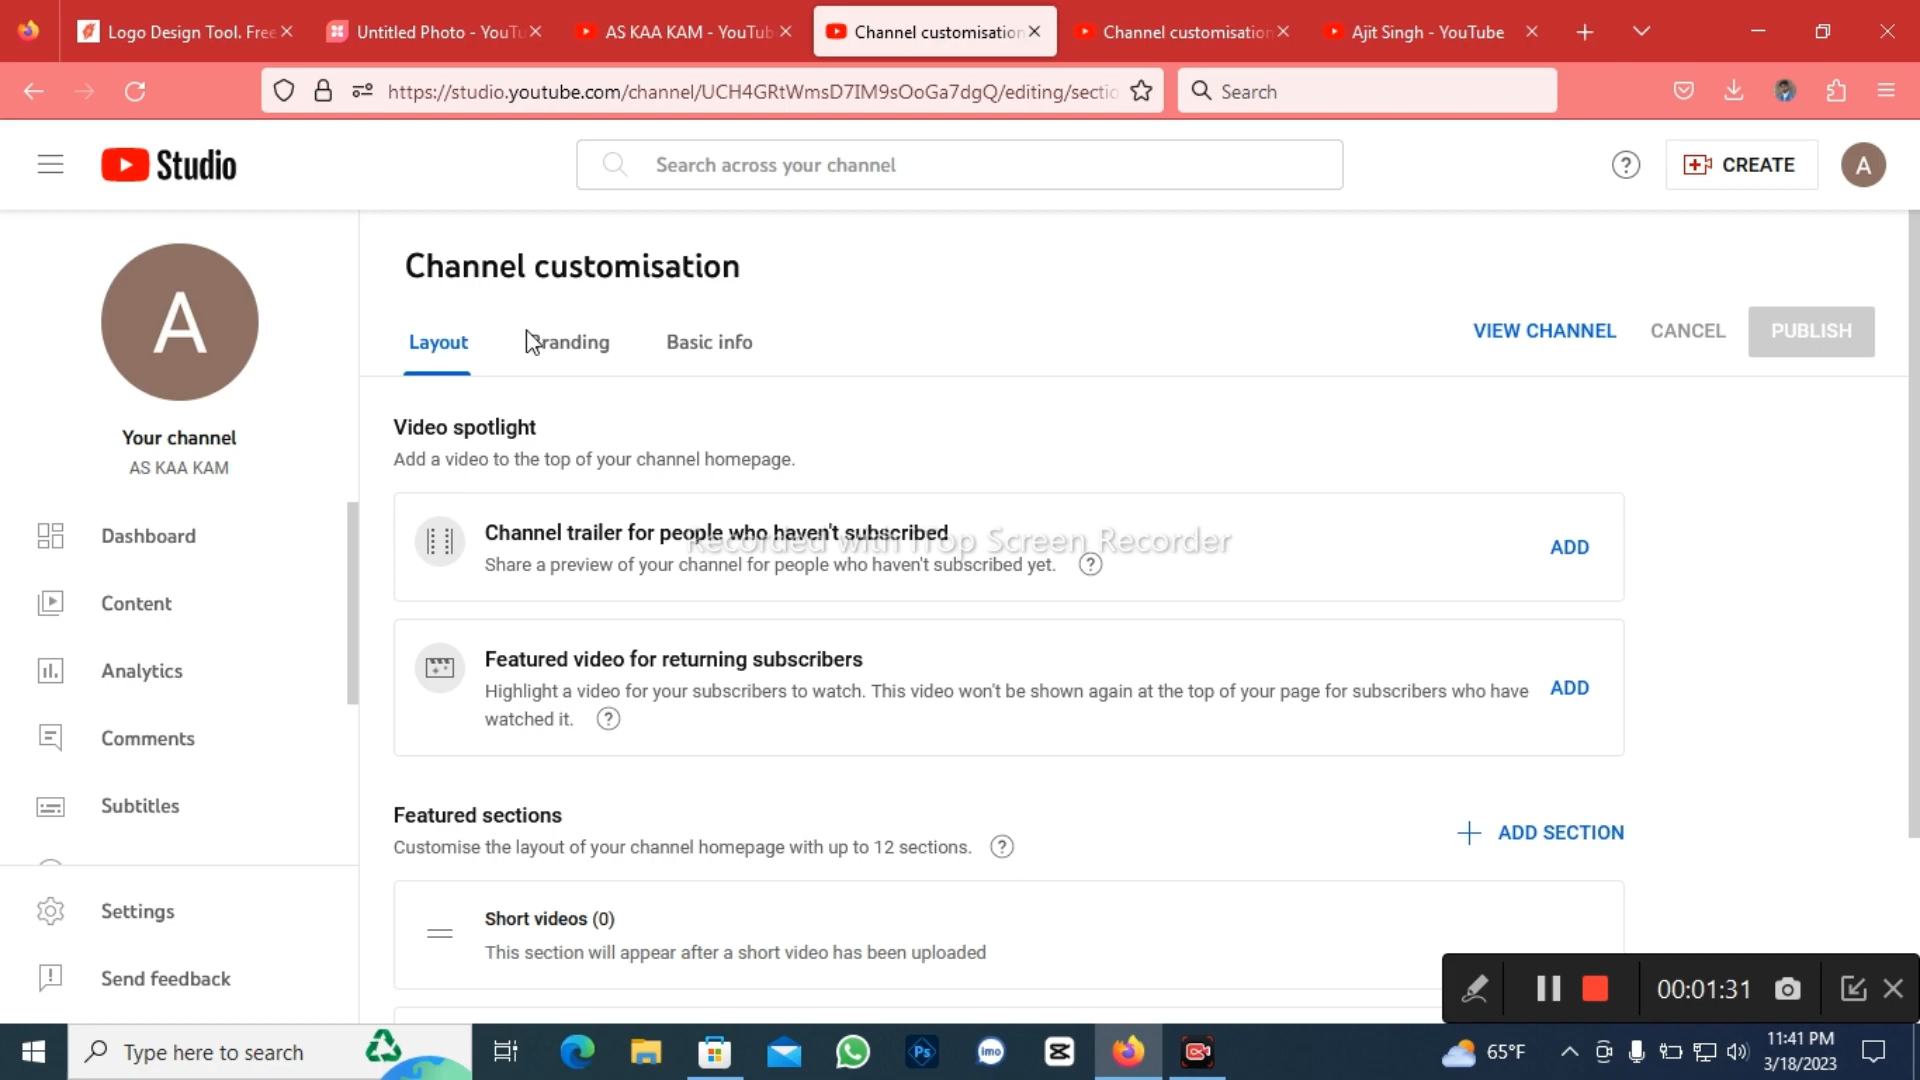 Logo Design Tool. Free
Untitled Photo - YouTu
AS KAA KAM - YouTub
Channel customisation
Channel customisation
Ajit Singh - YouTube
https://studio.youtube.com/channel/UCH4GRtWmsD7IM9sOoGa7dgQ/editing/sectio
Search
Studio
Search across your channel
CREATE
A
A
Your channel
AS KAA KAM
Dashboard
Content
Analytics
Comments
Subtitles
Settings
Send feedback
Channel customisation
Layout
Branding
Basic info
VIEW CHANNEL
CANCEL
PUBLISH
Video spotlight
Add a video to the top of your channel homepage.
Channel trailer for people who haven't subscribed
Share a preview of your channel for people who haven't subscribed yet.
ADD
Recorded with iTop Screen Recorder
Featured video for returning subscribers
Highlight a video for your subscribers to watch. This video won't be shown again at the top of your page for subscribers who have
watched it.
ADD
Featured sections
Customise the layout of your channel homepage with up to 12 sections.
ADD SECTION
Short videos (0)
This section will appear after a short video has been uploaded
00:01:31
Type here to search
Ps
imo
65°F
11:41 PM
3/18/2023